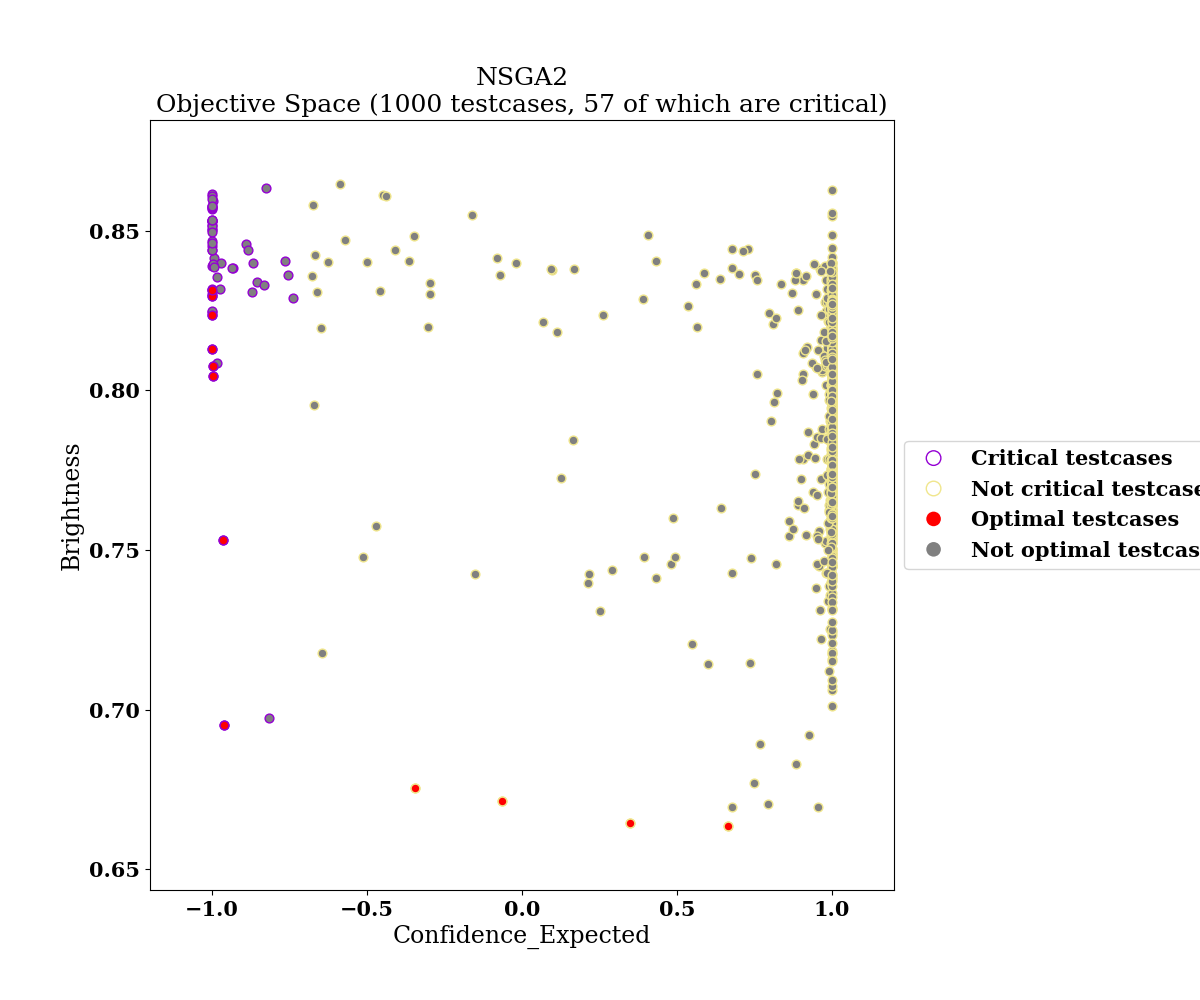 NSGA2
Objective Space (1000 testcases, 57 of which are critical)
0.85
0.80
0.75
0.70
0.65
Brightness
−1.0
−0.5
0.0
0.5
1.0
Confidence_Expected
Critical testcases
Not critical testcase
Optimal testcases
Not optimal testcas